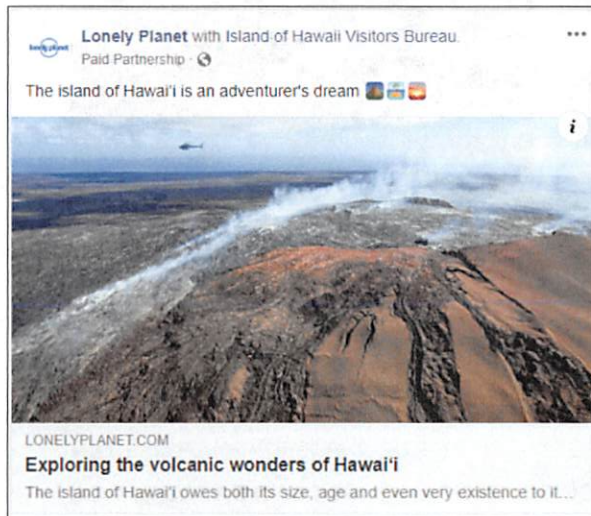 Lonely Planet with Island of Hawaii Visitors Bureau.
lonely planet
Paid Partnership ·
The island of Hawai'i is an adventurer's dream
i
LONELYPLANET.COM
Exploring the volcanic wonders of Hawai‘i
The island of Hawai'i owes both its size, age and even very existence to it...